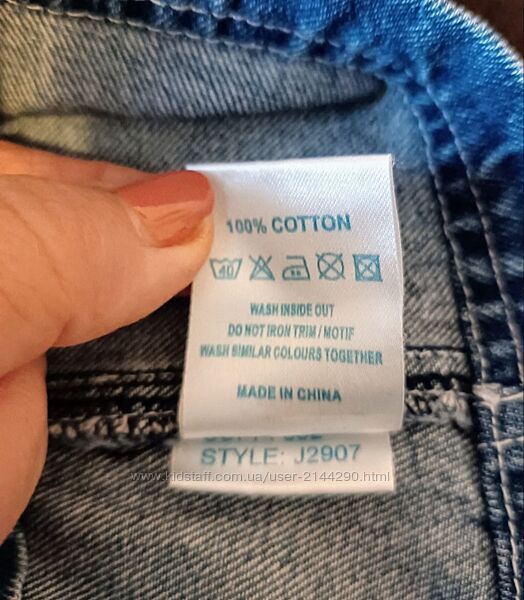 100% COTTON
40
WASH INSIDE OUT
DO NOT IRON TRIM / MOTIF
WASH SIMILAR COLOURS TOGETHER
MADE IN CHINA
STYLE: J2907
www.kidstaff.com.ua/user-2144290.html